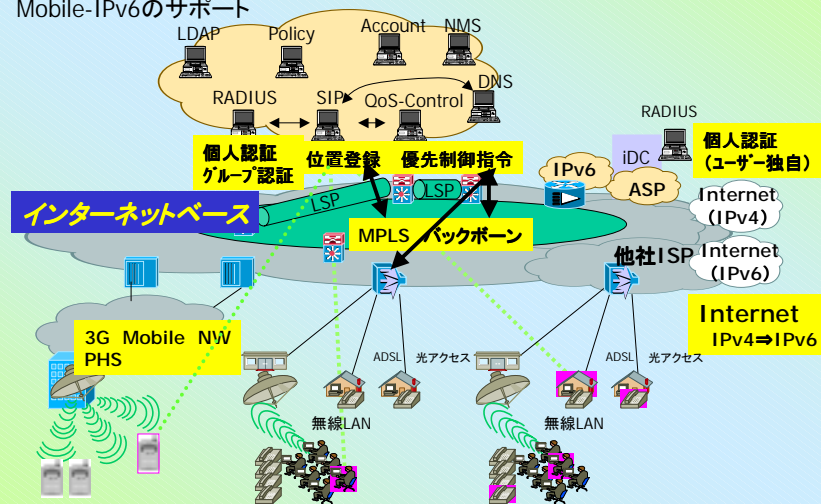 Mobile-IPv6のサポート
LDAP
Policy
Account
NMS
DNS
RADIUS
SIP
QoS-Control
RADIUS
個人認証
グループ認証
位置登録
優先制御指令
iDC
個人認証
(ユーザー独自)
IPv6
ASP
LSP
LSP
Internet
(IPv4)
インターネットベース
MPLS バックボーン
他社ISP
Internet
(IPv6)
Internet
IPv4⇒IPv6
3G Mobile NW
PHS
ADSL
光アクセス
ADSL
光アクセス
無線LAN
無線LAN